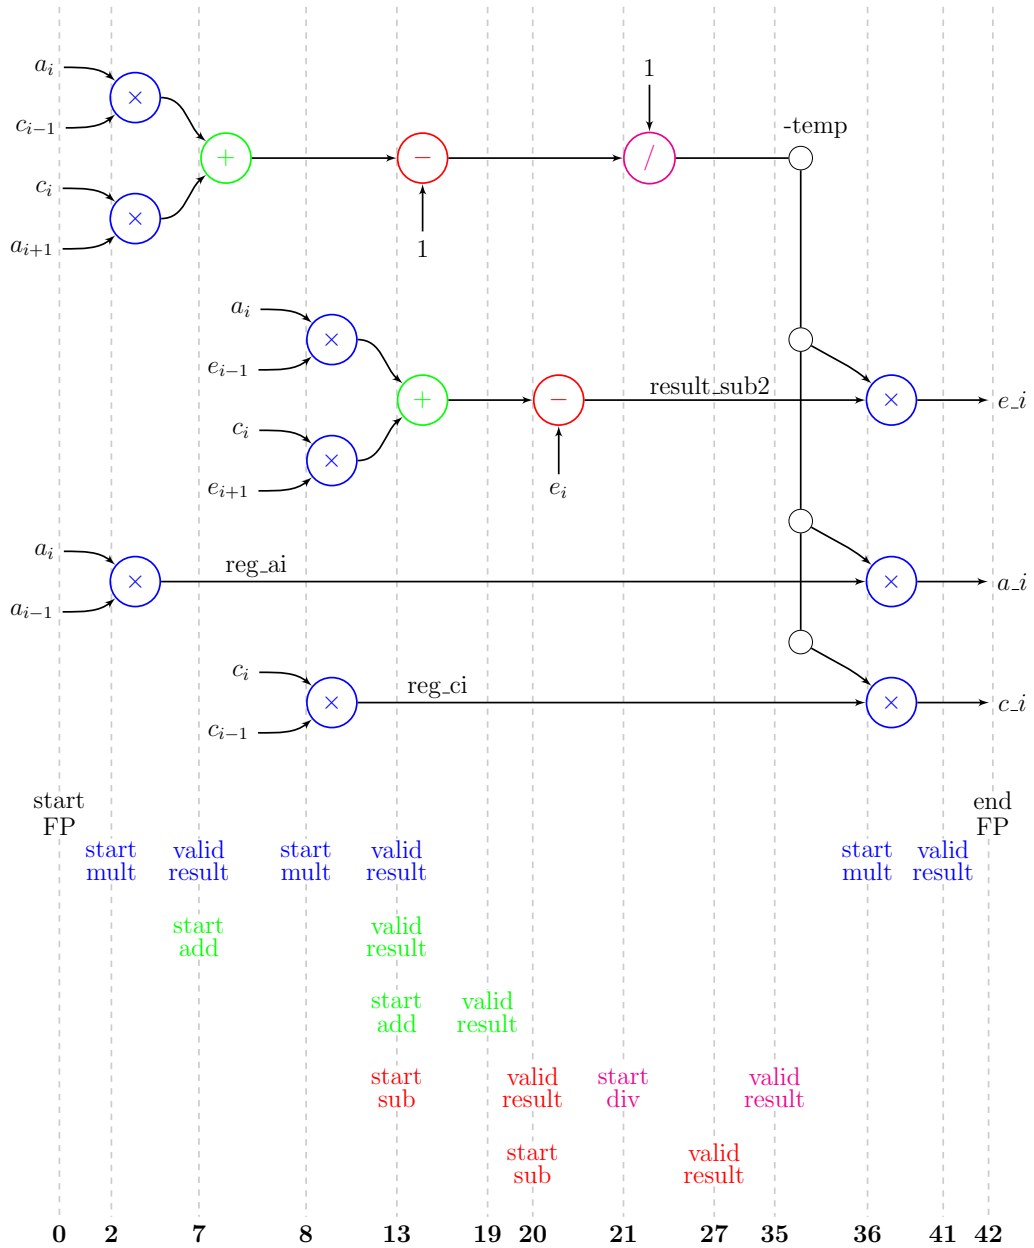 1
-temp
a_i
×
c_{i−1}
+
−
/
c_i
×
a_{i+1}
1
a_i
×
e_{i−1}
+
−
result_sub2
×
e_i
c_i
×
e_{i+1}
e_i
a_i
reg_ai
×
×
a_i
a_{i−1}
c_i
reg_ci
×
×
c_i
c_{i−1}
start
FP
end
FP
start valid start valid start valid
mult result mult result mult result
start valid
add result
start valid
add result
start valid start valid
sub result div result
start valid
sub result
0 2 7 8 13 19 20 21 27 35 36 41 42